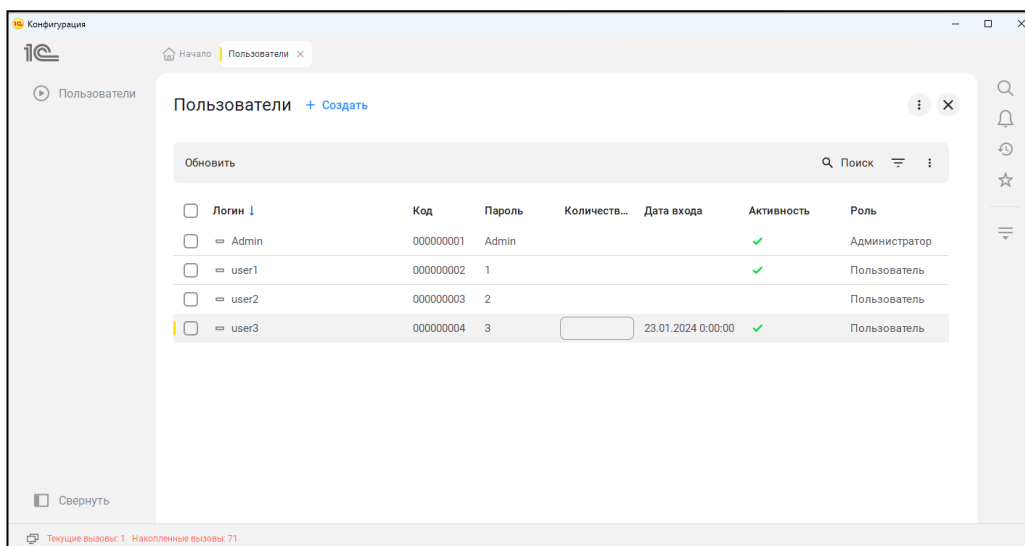 Конфигурация
1С
Начало Пользователи
Пользователи
Пользователи + Создать
Обновить Поиск
Логин ↓ Код Пароль Количеств... Дата входа Активность Роль
Admin 000000001 Admin Администратор
user1 000000002 1 Пользователь
user2 000000003 2 Пользователь
user3 000000004 3 23.01.2024 0:00:00 Пользователь
Свернуть
Текущие вызовы: 1 Накопленные вызовы: 71